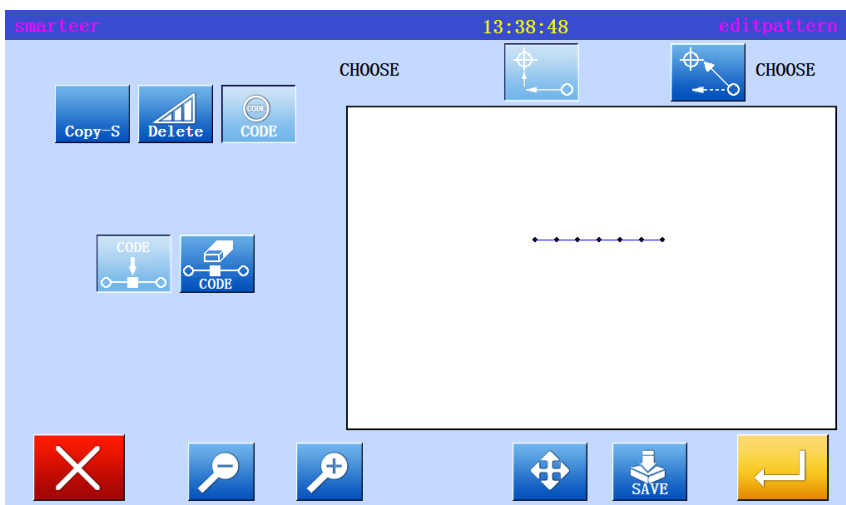 smarteer 13:38:48 editpattern
CHOOSE CHOOSE
Copy-S Delete CODE CODE
CODE
CODE
SAVE